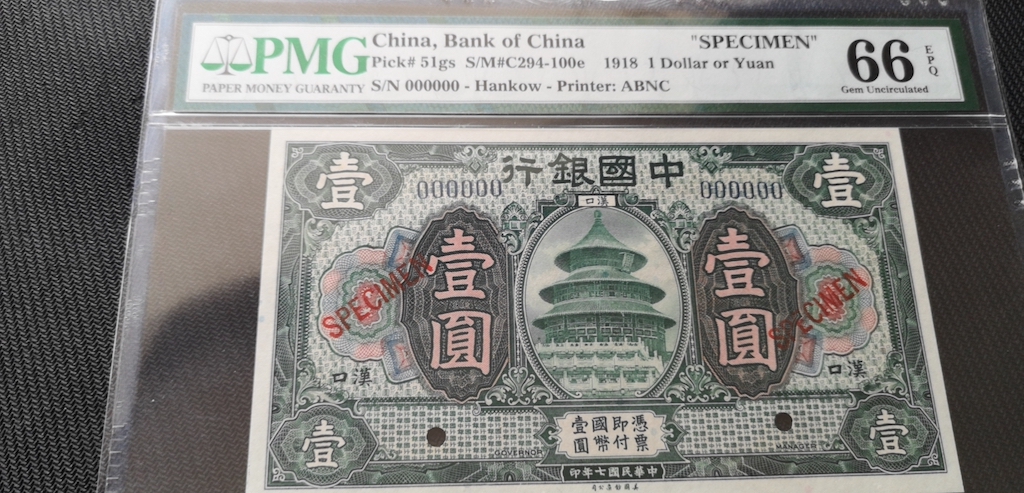 PMG
PAPER MONEY GUARANTY
China, Bank of China "SPECIMEN"
Pick# 51gs S/M#C294-100e 1918 1 Dollar or Yuan
S/N 000000 - Hankow - Printer: ABNC
66 EPQ
Gem Uncirculated
行銀國中
壹 壹
000000 000000
口漢
壹圓 壹圓
SPECIMEN SPECIMEN
口漢 口漢
壹 壹
憑票即付國幣壹圓
GOVERNOR MANAGER
印年七國民華中